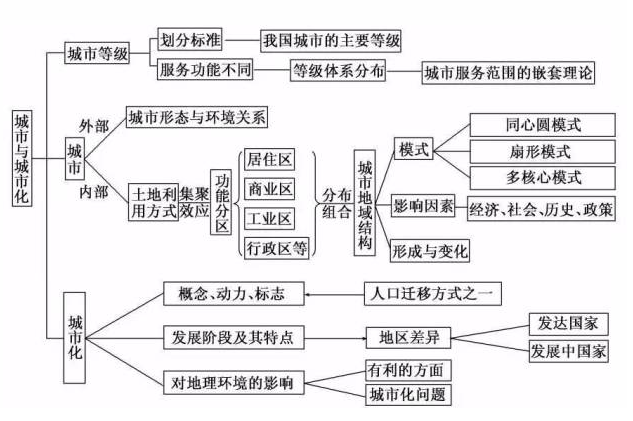 城市与城市化
城市等级
划分标准
我国城市的主要等级
服务功能不同
等级体系分布
城市服务范围的嵌套理论
城市
外部
城市形态与环境关系
内部
土地利
用方式
集聚
效应
功能分区
居住区
商业区
工业区
行政区等
分布
组合
城市地域结构
模式
同心圆模式
扇形模式
多核心模式
影响因素
经济、社会、历史、政策
形成与变化
城市化
概念、动力、标志
人口迁移方式之一
发展阶段及其特点
地区差异
发达国家
发展中国家
对地理环境的影响
有利的方面
城市化问题